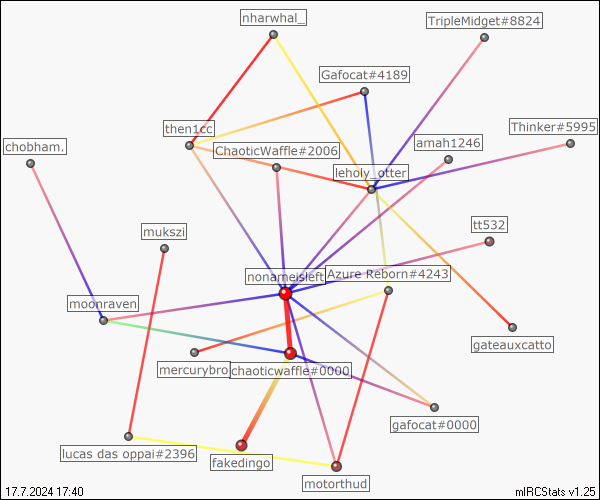 nharwhal_
TripleMidget#8824
Gafocat#4189
then1cc
Thinker#5995
chobham.
ChaoticWaffle#2006
amah1246
leholy_otter
mukszi
tt532
nonameisleft
Azure Reborn#4243
moonraven
gateauxcatto
mercurybro
chaoticwaffle#0000
gafocat#0000
lucas das oppai#2396
fakedingo
motorthud
17.7.2024 17:40
mIRCStats v1.25